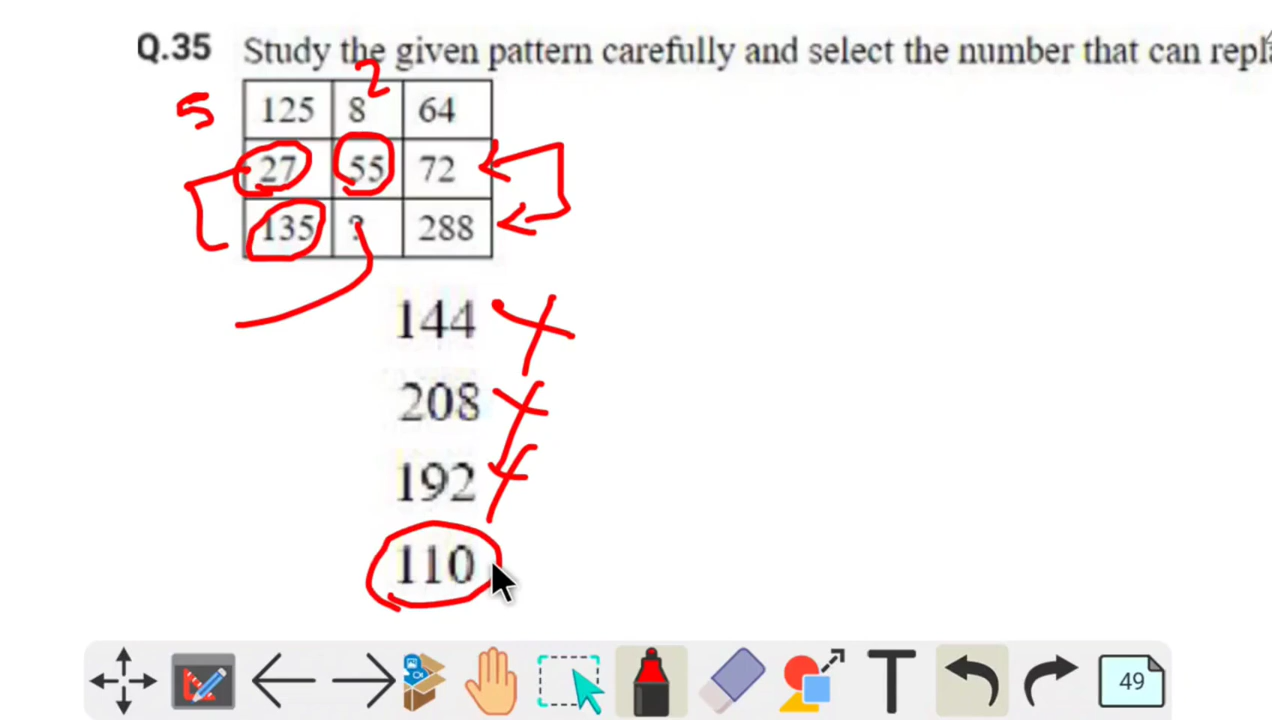 Q.35 Study the given pattern carefully and select the number that can
2
5 125 8 64
27 55 72
135 ? 288
144
208
192
110
T 49